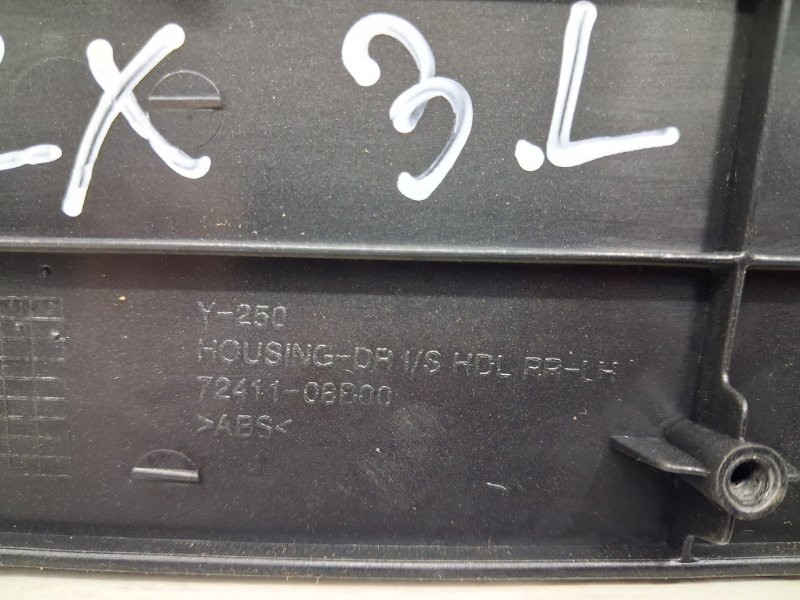 X 3.L
Y-250
HOUSING-DR I/S HDL RR-LH
72411-08B00
>ABS<